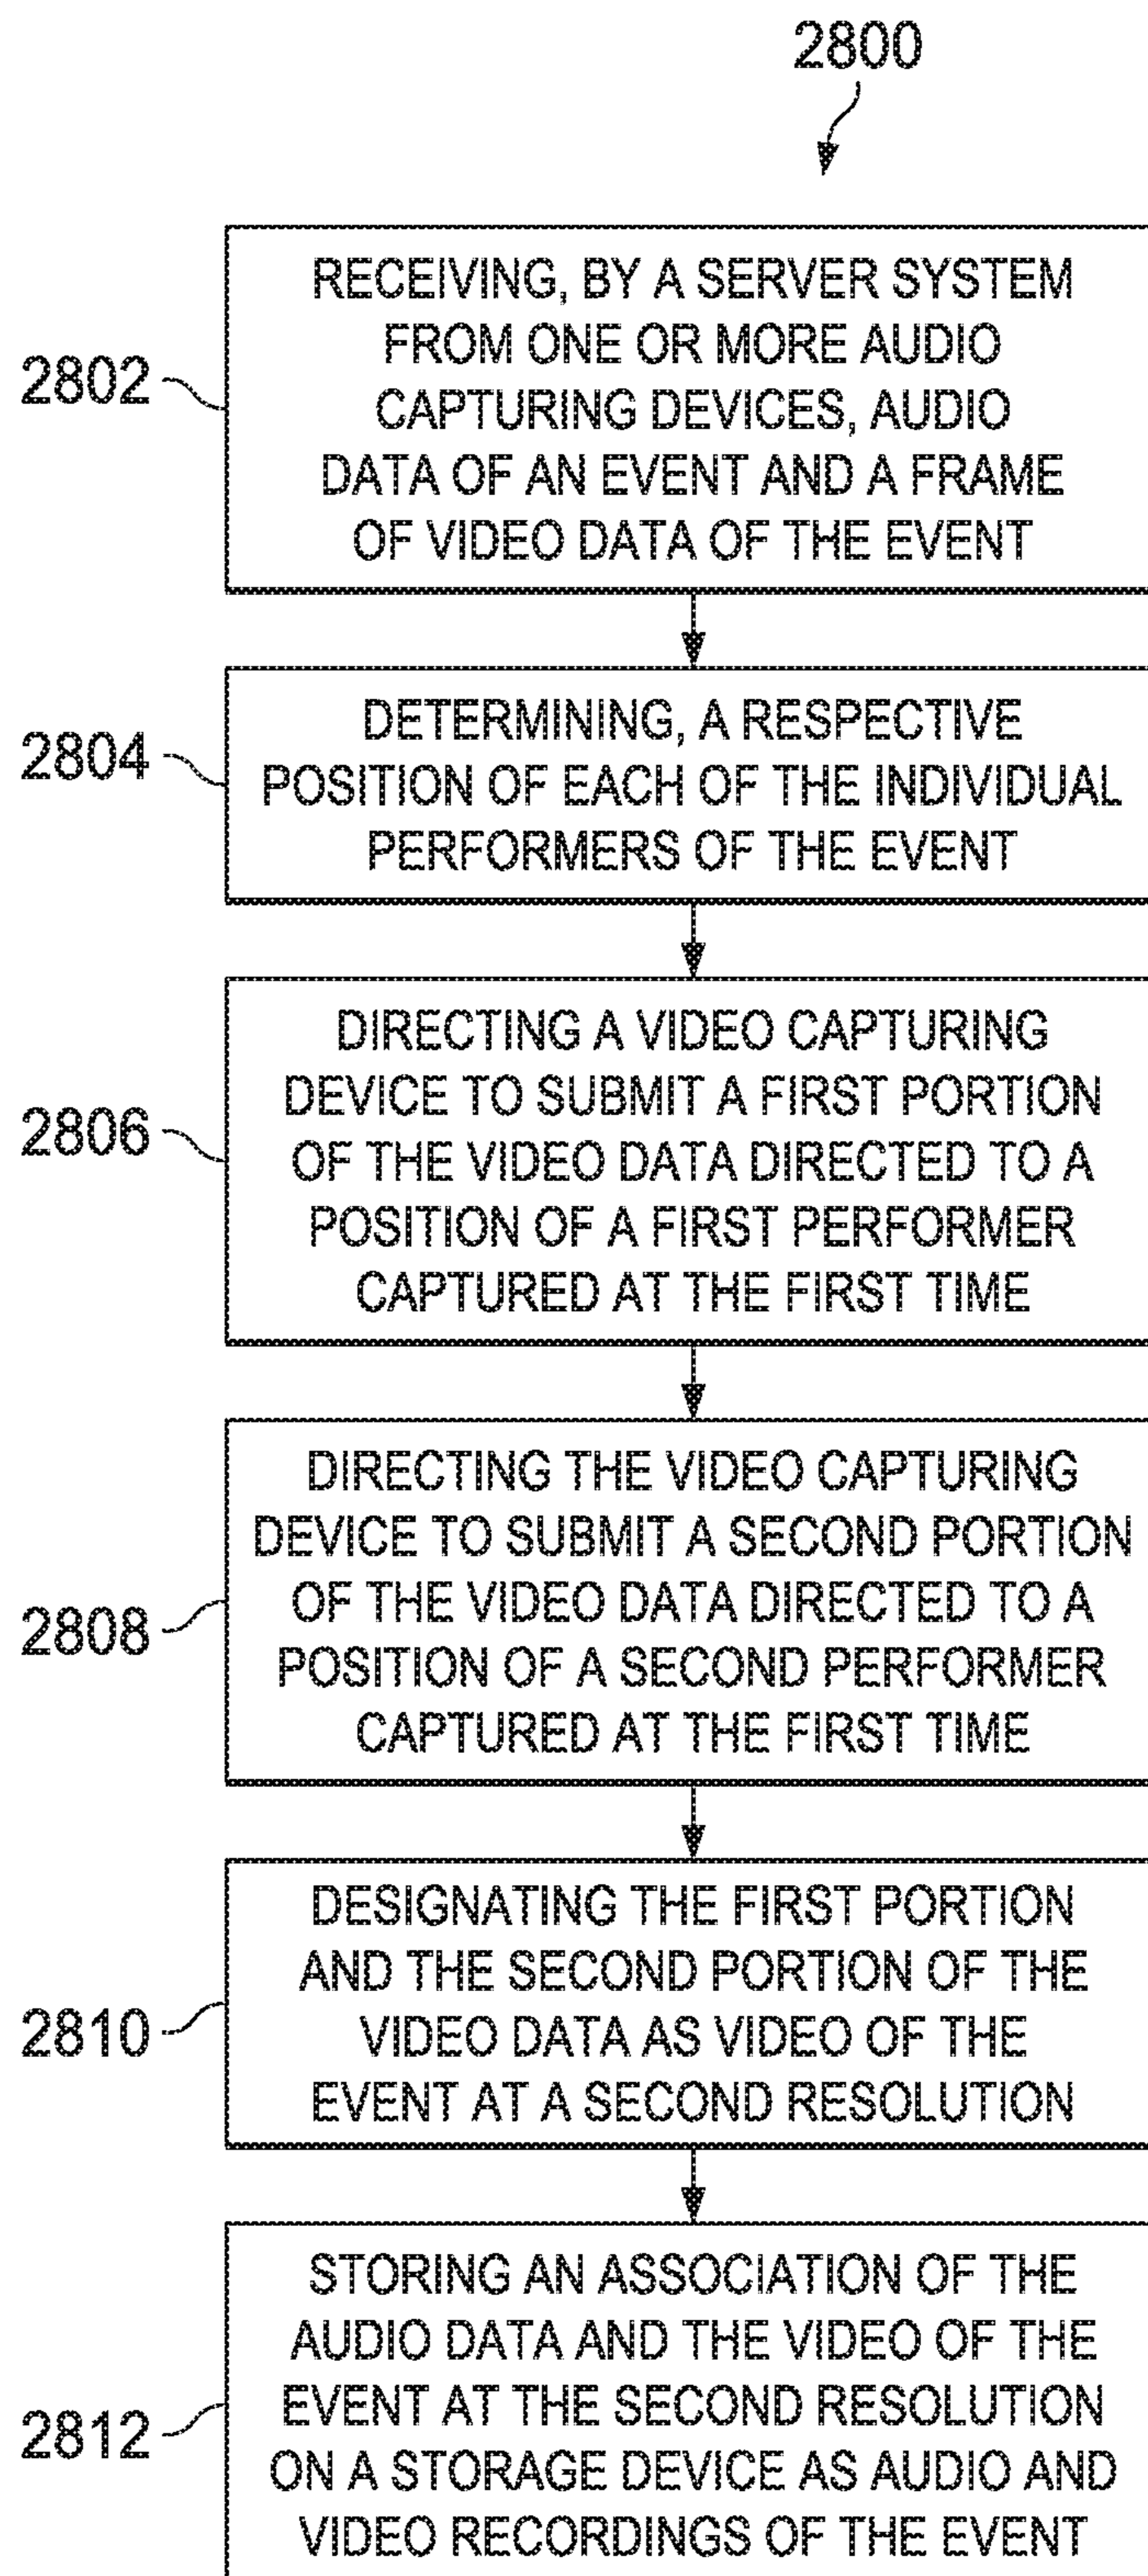 2800
2802
RECEIVING, BY A SERVER SYSTEM
FROM ONE OR MORE AUDIO
CAPTURING DEVICES, AUDIO
DATA OF AN EVENT AND A FRAME
OF VIDEO DATA OF THE EVENT
2804
DETERMINING, A RESPECTIVE
POSITION OF EACH OF THE INDIVIDUAL
PERFORMERS OF THE EVENT
2806
DIRECTING A VIDEO CAPTURING
DEVICE TO SUBMIT A FIRST PORTION
OF THE VIDEO DATA DIRECTED TO A
POSITION OF A FIRST PERFORMER
CAPTURED AT THE FIRST TIME
2808
DIRECTING THE VIDEO CAPTURING
DEVICE TO SUBMIT A SECOND PORTION
OF THE VIDEO DATA DIRECTED TO A
POSITION OF A SECOND PERFORMER
CAPTURED AT THE FIRST TIME
2810
DESIGNATING THE FIRST PORTION
AND THE SECOND PORTION OF THE
VIDEO DATA AS VIDEO OF THE
EVENT AT A SECOND RESOLUTION
2812
STORING AN ASSOCIATION OF THE
AUDIO DATA AND THE VIDEO OF THE
EVENT AT THE SECOND RESOLUTION
ON A STORAGE DEVICE AS AUDIO AND
VIDEO RECORDINGS OF THE EVENT